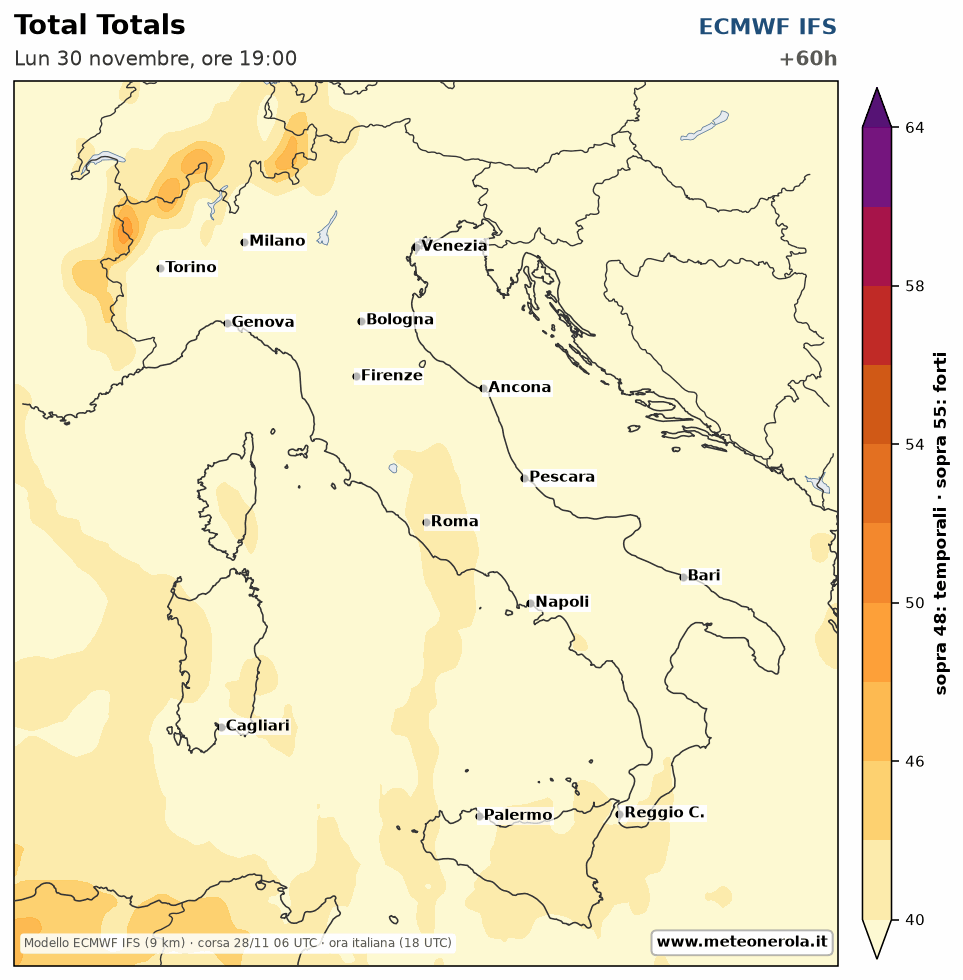 Total Totals
ECMWF IFS
Lun 30 novembre, ore 19:00
+60h
Milano
Venezia
Torino
Genova
Bologna
Firenze
Ancona
Pescara
Roma
Bari
Napoli
Cagliari
Palermo
Reggio C.
64
58
54
50
46
40
sopra 48: temporali · sopra 55: forti
Modello ECMWF IFS (9 km) · corsa 28/11 06 UTC · ora italiana (18 UTC)
www.meteonerola.it